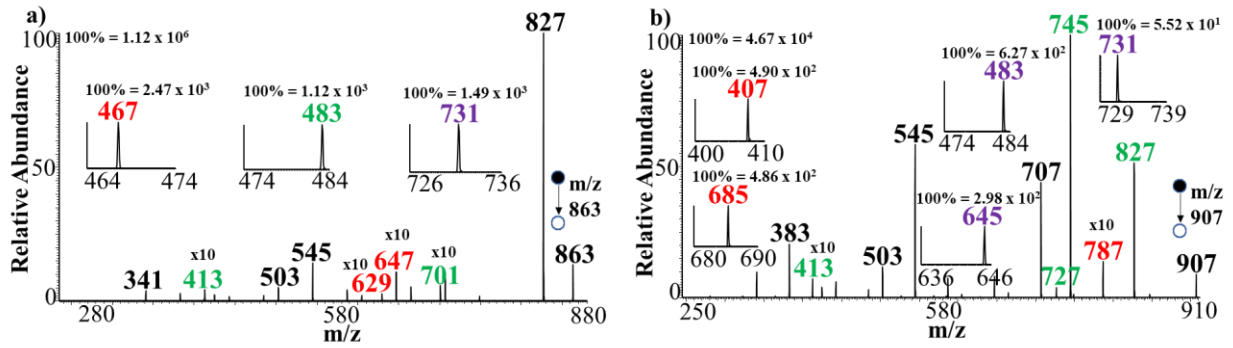 a)
Relative Abundance
100
50
0
100% = 1.12 x 10⁶
827
100% = 2.47 x 10³
467
464 474
100% = 1.12 x 10³
483
474 484
100% = 1.49 x 10³
731
726 736
m/z
863
341
x10
413
503
545
x10
629
647
x10
701
863
280 580 880
m/z
b)
Relative Abundance
100
50
0
100% = 4.67 x 10⁴
745
100% = 4.90 x 10²
407
400 410
100% = 4.86 x 10²
685
680 690
100% = 6.27 x 10²
483
474 484
100% = 5.52 x 10¹
731
729 739
100% = 2.98 x 10²
645
636 646
383
x10
413
503
545
707
727
x10
787
827
m/z
907
907
250 580 910
m/z